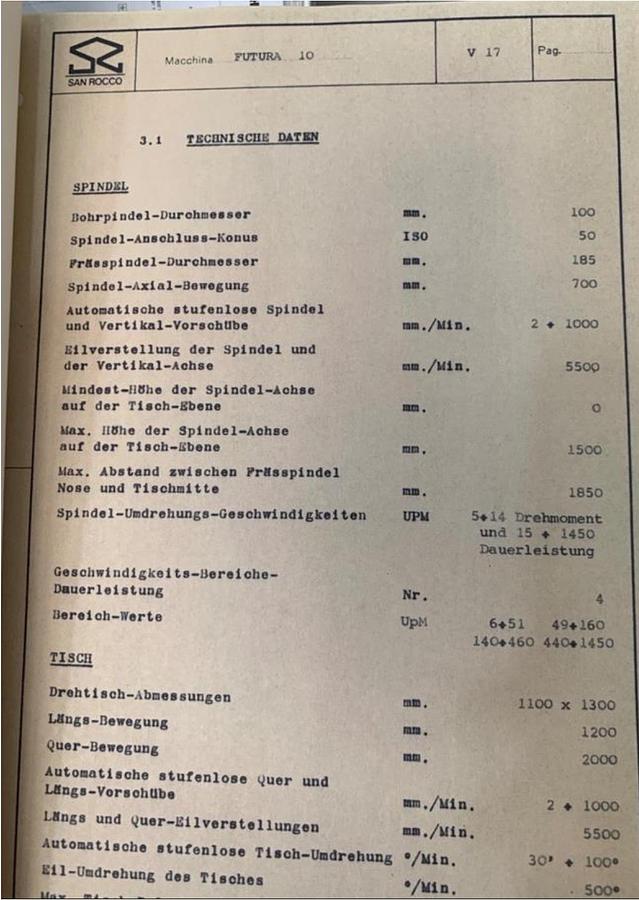 SAN ROCCO
Macchina FUTURA 10
V 17
Pag.
3.1 TECHNISCHE DATEN
SPINDEL
Bohrpindel-Durchmesser mm. 100
Spindel-Anschluss-Konus ISO 50
Frässpindel-Durchmesser mm. 185
Spindel-Axial-Bewegung mm. 700
Automatische stufenlose Spindel
und Vertikal-Vorschübe mm./Min. 2 ÷ 1000
Eilverstellung der Spindel und
der Vertikal-Achse mm./Min. 5500
Mindest-Höhe der Spindel-Achse
auf der Tisch-Ebene mm. 0
Max. Höhe der Spindel-Achse
auf der Tisch-Ebene mm. 1500
Max. Abstand zwischen Frässpindel
Nose und Tischmitte mm. 1850
Spindel-Umdrehungs-Geschwindigkeiten UPM 5÷14 Drehmoment
und 15 ÷ 1450
Dauerleistung
Geschwindigkeits-Bereiche-
Dauerleistung Nr. 4
Bereich-Werte UpM 6÷51 49÷160
140÷460 440÷1450
TISCH
Drehtisch-Abmessungen mm. 1100 x 1300
Längs-Bewegung mm. 1200
Quer-Bewegung mm. 2000
Automatische stufenlose Quer und
Längs-Vorschübe mm./Min. 2 ÷ 1000
Längs und Quer-Eilverstellungen mm./Min. 5500
Automatische stufenlose Tisch-Umdrehung °/Min. 30' ÷ 100°
Eil-Umdrehung des Tisches °/Min. 500°